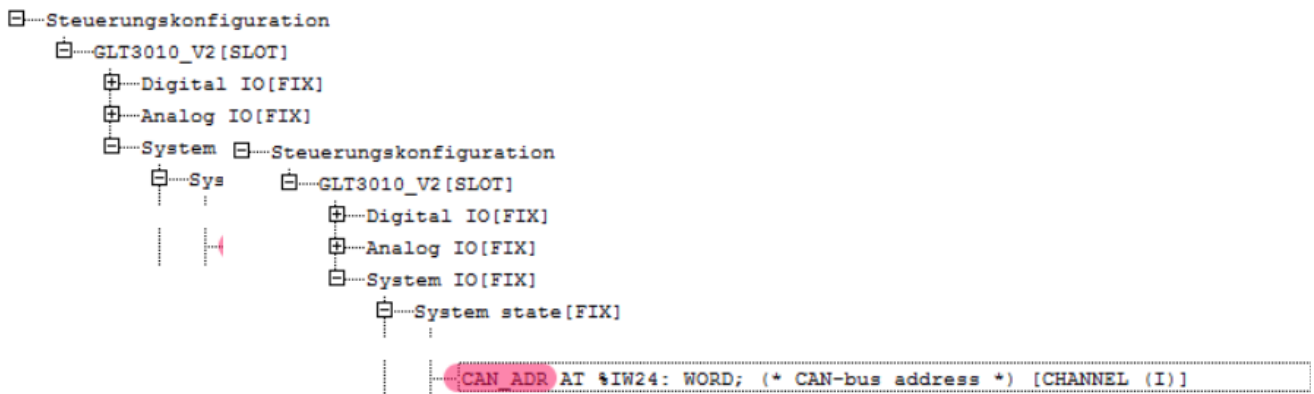 Steuerungskonfiguration
GLT3010_V2[SLOT]
Digital IO[FIX]
Analog IO[FIX]
System
Sys
Steuerungskonfiguration
GLT3010_V2[SLOT]
Digital IO[FIX]
Analog IO[FIX]
System IO[FIX]
System state[FIX]
CAN_ADR AT %IW24: WORD; (* CAN-bus address *) [CHANNEL (I)]